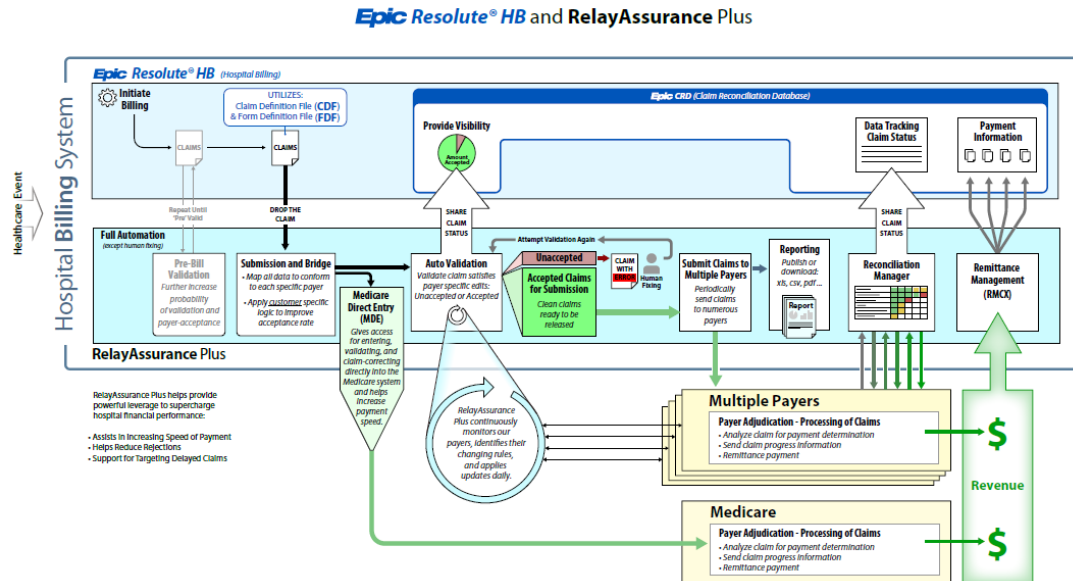 Epic Resolute® HB and RelayAssurance Plus
Healthcare Event
Hospital Billing System
Epic Resolute® HB (Hospital Billing)
Initiate
Billing
UTILIZES:
Claim Definition File (CDF)
& Form Definition File (FDF)
CLAIMS
CLAIMS
Repeat Until
'Pre' Valid
DROP THE
CLAIM
Epic CRD (Claim Reconciliation Database)
Provide Visibility
Amount
Accepted
Data Tracking
Claim Status
Payment
Information
SHARE
CLAIM
STATUS
SHARE
CLAIM
STATUS
Full Automation
(except human fixing)
Pre-Bill
Validation
Further increase
probability
of validation and
payer-acceptance
Submission and Bridge
• Map all data to conform
to each specific payer
• Apply customer specific
logic to improve
acceptance rate
Medicare
Direct Entry
(MDE)
Gives access
for entering,
validating, and
claim-correcting
directly into the
Medicare system
and helps
increase
payment
speed.
Auto Validation
Validate claim satisfies
payer specific edits:
Unaccepted or Accepted
Attempt Validation Again
Unaccepted
CLAIM
WITH
ERROR
Human
Fixing
Accepted Claims
for Submission
Clean claims
ready to be
released
Submit Claims to
Multiple Payers
Periodically
send claims
to numerous
payers
Reporting
Publish or
download:
xls, csv, pdf...
Report
Reconciliation
Manager
Remittance
Management
(RMCX)
RelayAssurance Plus
RelayAssurance Plus helps provide
powerful leverage to supercharge
hospital financial performance:
• Assists in Increasing Speed of Payment
• Helps Reduce Rejections
• Support for Targeting Delayed Claims
RelayAssurance
Plus continuously
monitors our
payers, identifies their
changing rules,
and applies
updates daily.
Multiple Payers
Payer Adjudication - Processing of Claims
• Analyze claim for payment determination
• Send claim progress information
• Remittance payment
$
Revenue
Medicare
Payer Adjudication - Processing of Claims
• Analyze claim for payment determination
• Send claim progress information
• Remittance payment
$